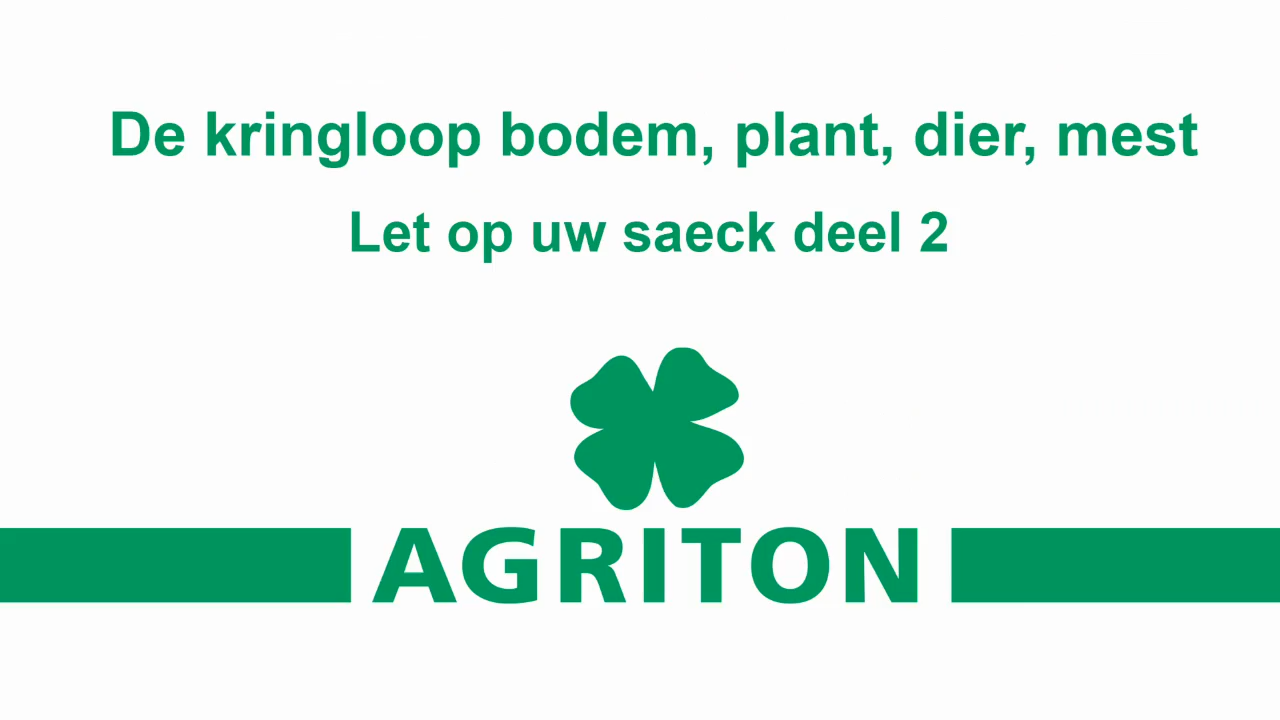 De kringloop bodem, plant, dier, mest
Let op uw saeck deel 2
AGRITON